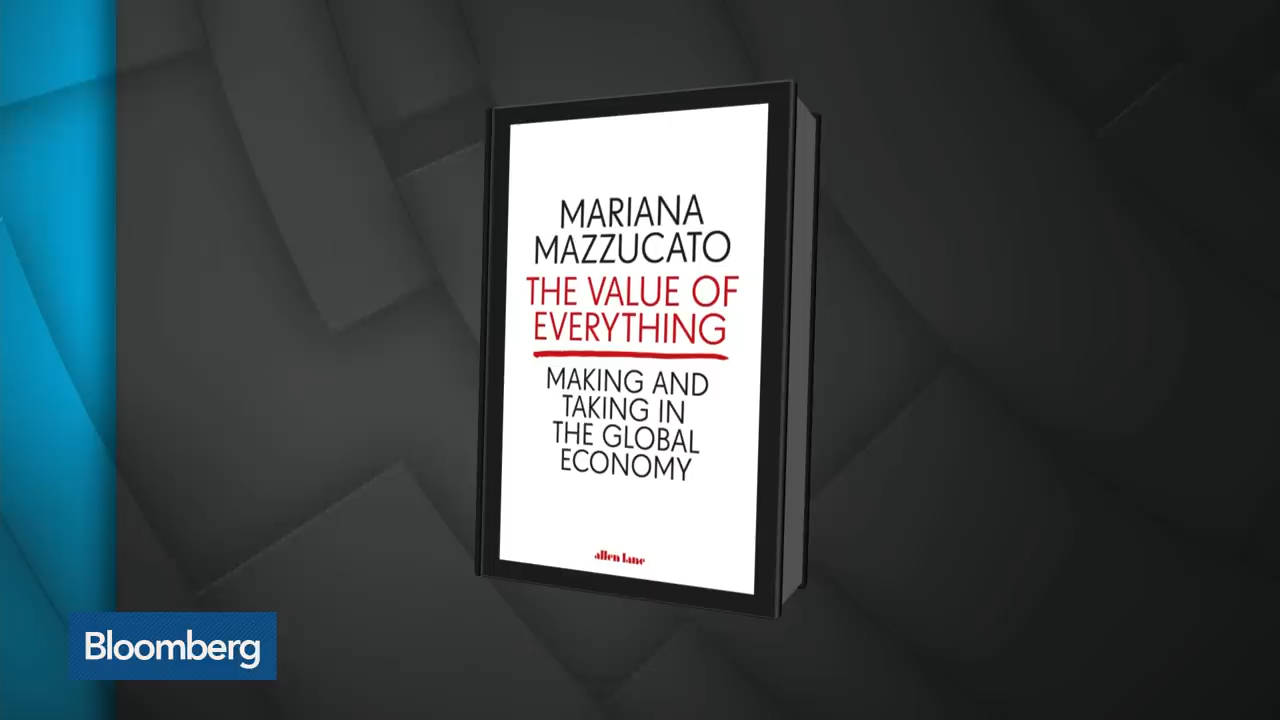 MARIANA
MAZZUCATO
THE VALUE OF
EVERYTHING
MAKING AND
TAKING IN
THE GLOBAL
ECONOMY
allen lane
Bloomberg